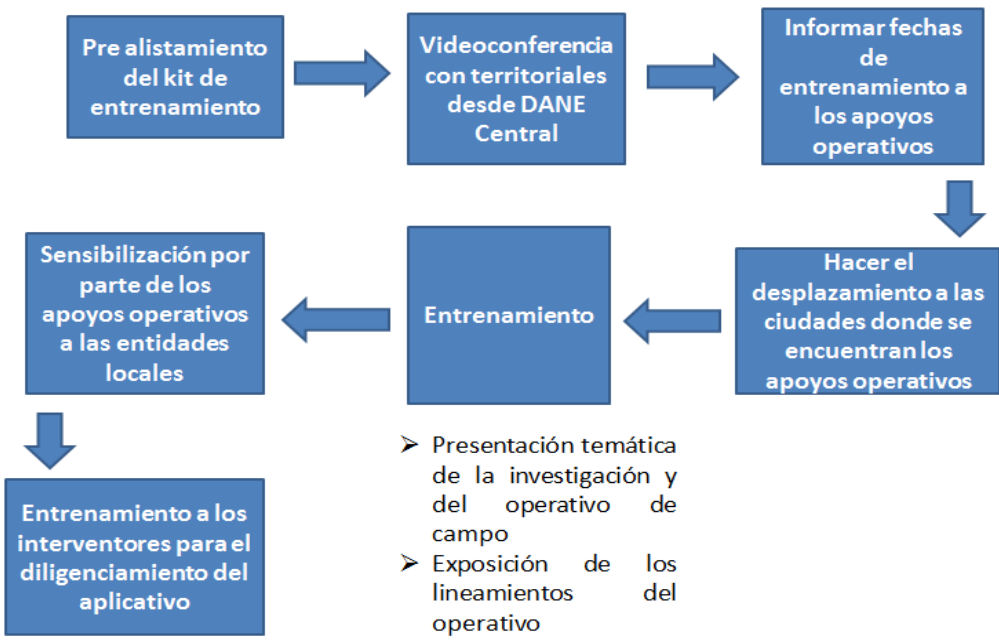 Pre alistamiento
del kit de
entrenamiento
Videoconferencia
con territoriales
desde DANE
Central
Informar fechas
de
entrenamiento a
los apoyos
operativos
Hacer el
desplazamiento a las
ciudades donde se
encuentran los
apoyos operativos
Entrenamiento
➢ Presentación temática
de la investigación y
del operativo de
campo
➢ Exposición de los
lineamientos del
operativo
Sensibilización por
parte de los
apoyos operativos
a las entidades
locales
Entrenamiento a los
interventores para el
diligenciamiento del
aplicativo